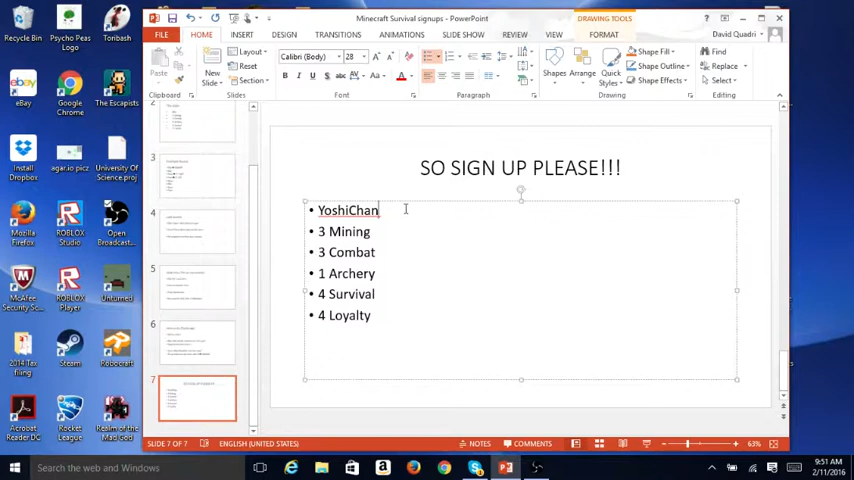 Minecraft Survival signups - PowerPoint
DRAWING TOOLS
David Quadri
FILE HOME INSERT DESIGN TRANSITIONS ANIMATIONS SLIDE SHOW REVIEW VIEW FORMAT
Paste
New Slide
Layout
Reset
Section
Calibri (Body) 28
Shapes Arrange Quick Styles
Shape Fill
Shape Outline
Shape Effects
Find
Replace
Select
Clipboard Slides Font Paragraph Drawing Editing
Recycle Bin
Psycho Peas Logo
Toribash
eBay
Google Chrome
The Escapists
Install Dropbox
agar.io picz
University Of Science.proj
Mozilla Firefox
ROBLOX Studio
Open Broadcast...
McAfee Security Sc...
ROBLOX Player
Unturned
2014 Tax filing
Steam
Robocraft
Acrobat Reader DC
Rocket League
Realm of the Mad God
2
3
4
5
6
7
SO SIGN UP PLEASE!!!
• YoshiChan
• 3 Mining
• 3 Combat
• 1 Archery
• 4 Survival
• 4 Loyalty
SLIDE 7 OF 7 ENGLISH (UNITED STATES) NOTES COMMENTS 63%
Search the web and Windows
9:51 AM
2/11/2016